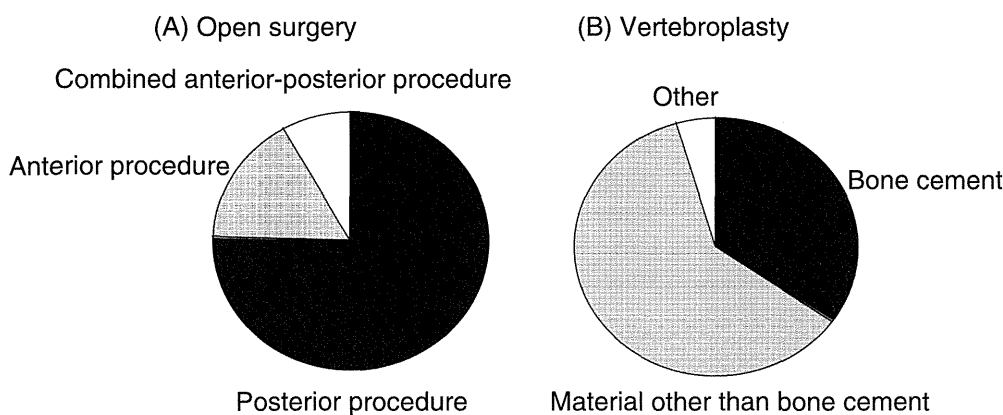 (A) Open surgery
Combined anterior-posterior procedure
Anterior procedure
Posterior procedure
(B) Vertebroplasty
Other
Bone cement
Material other than bone cement